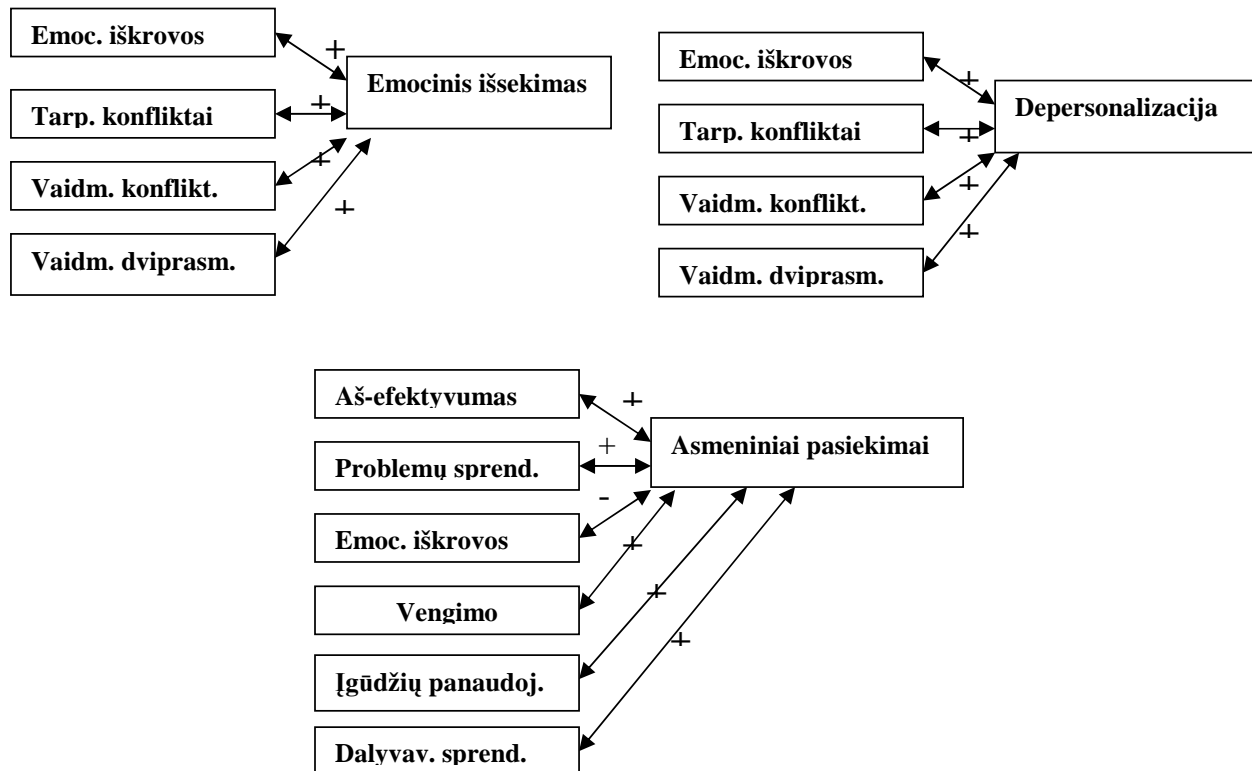 Emoc. iškrovos
+
Emocinis išsekimas
Tarp. konfliktai
+
Vaidm. konflikt.
+
Vaidm. dviprasm.
+
Emoc. iškrovos
+
Depersonalizacija
Tarp. konfliktai
+
Vaidm. konflikt.
+
Vaidm. dviprasm.
+
Aš-efektyvumas
+
Asmeniniai pasiekimai
Problemų sprend.
+
Emoc. iškrovos
-
Vengimo
+
Įgūdžių panaudoj.
+
Dalyvav. sprend.
+